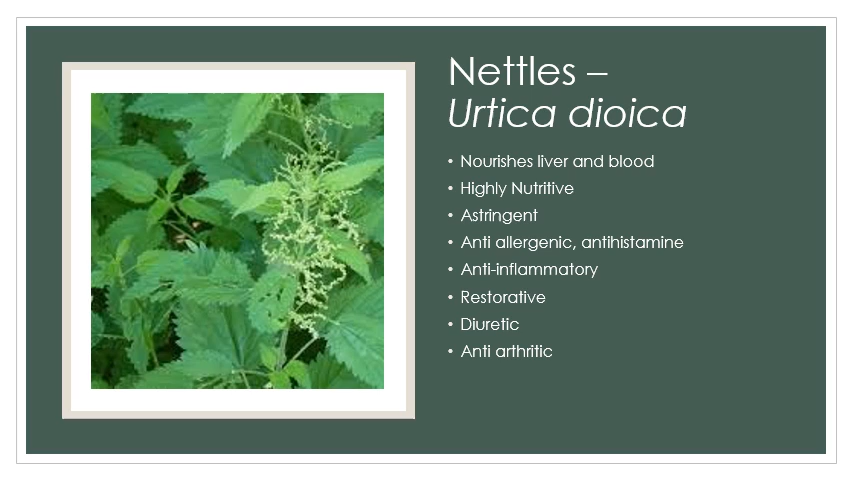 Nettles –
Urtica dioica
• Nourishes liver and blood
• Highly Nutritive
• Astringent
• Anti allergenic, antihistamine
• Anti-inflammatory
• Restorative
• Diuretic
• Anti arthritic